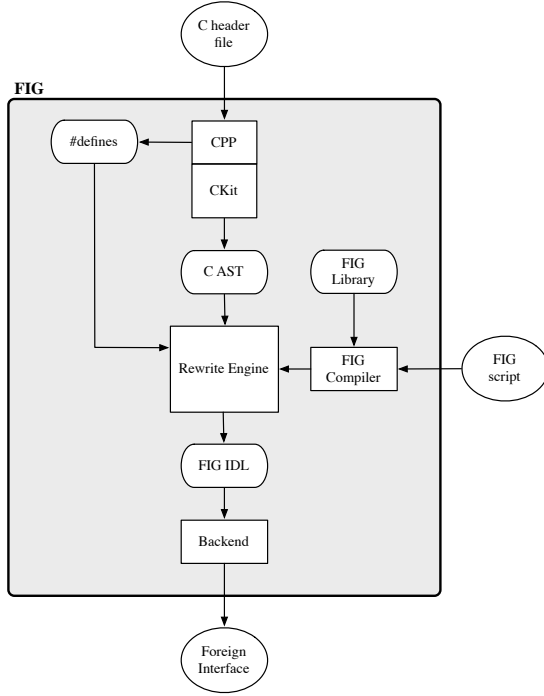 C header
file
FIG
#defines
CPP
CKit
C AST
FIG
Library
Rewrite Engine
FIG
Compiler
FIG
script
FIG IDL
Backend
Foreign
Interface